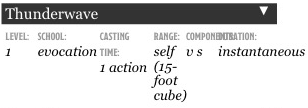 Thunderwave
LEVEL: SCHOOL: CASTING TIME: RANGE: COMPONENTS: DURATION:
1 evocation 1 action self (15-foot cube) v s instantaneous